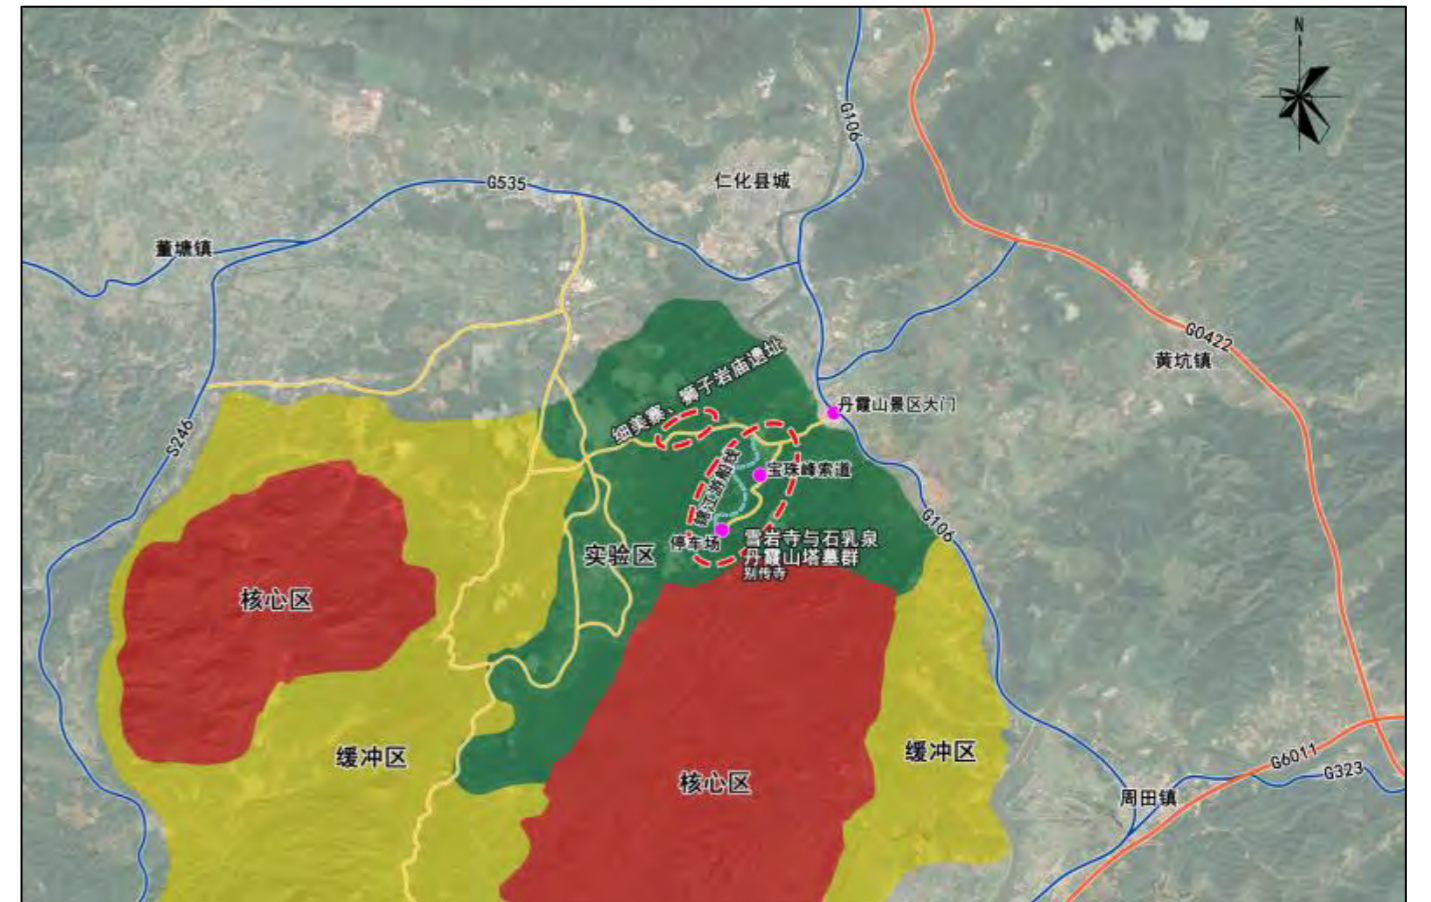 N
G106
仁化县城
G535
董塘镇
G0422
黄坑镇
细美寨、狮子岩庙遗址
丹霞山景区大门
S246
锦江游船线
宝珠峰索道
G106
停车场
雪岩寺与石乳泉
丹霞山塔墓群
别传寺
实验区
核心区
缓冲区
缓冲区
核心区
G6011
G323
周田镇